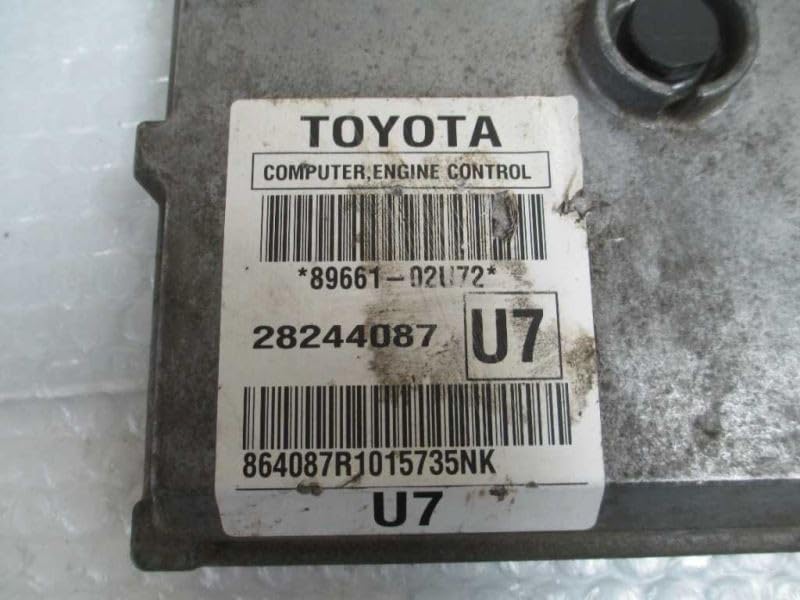 TOYOTA
COMPUTER,ENGINE CONTROL
*89661-02U72*
28244087 U7
864087R1015735NK
U7